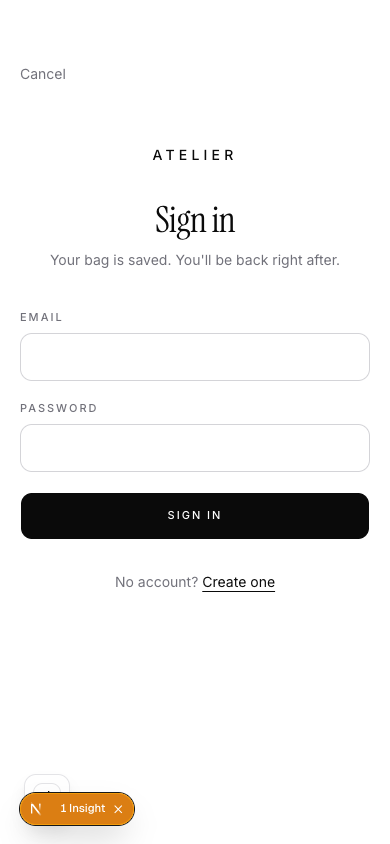 Cancel
ATELIER
Sign in
Your bag is saved. You'll be back right after.
EMAIL
PASSWORD
SIGN IN
No account? Create one
1 Insight